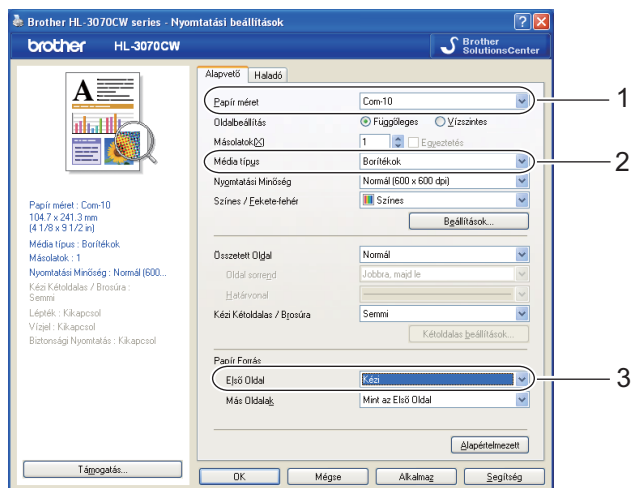 Brother HL-3070CW series - Nyomtatási beállítások
brother HL-3070CW
Brother
SolutionsCenter
Papír méret : Com-10
104.7 x 241.3 mm
(4 1/8 x 9 1/2 in)
Média típus : Borítékok
Másolatok : 1
Nyomtatási Minőség : Normál (600...
Kézi Kétoldalas / Brosúra :
Semmi
Lépték : Kikapcsol
Vízjel : Kikapcsol
Biztonsági Nyomtatás : Kikapcsol
Támogatás...
Alapvető Haladó
Papír méret Com-10 1
Oldalbeállítás Függőleges Vízszintes
Másolatok[X] 1 Egyeztetés
Média típus Borítékok 2
Nyomtatási Minőség Normál (600 x 600 dpi)
Színes / Fekete-fehér Színes
Beállítások...
Összetett Oldal Normál
Oldal sorrend Jobbra, majd le
Határvonal
Kézi Kétoldalas / Brosúra Semmi
Kétoldalas beállítások...
Papír Forrás
Első Oldal Kézi 3
Más Oldalak Mint az Első Oldal
Alapértelmezett
OK Mégse Alkalmaz Segítség